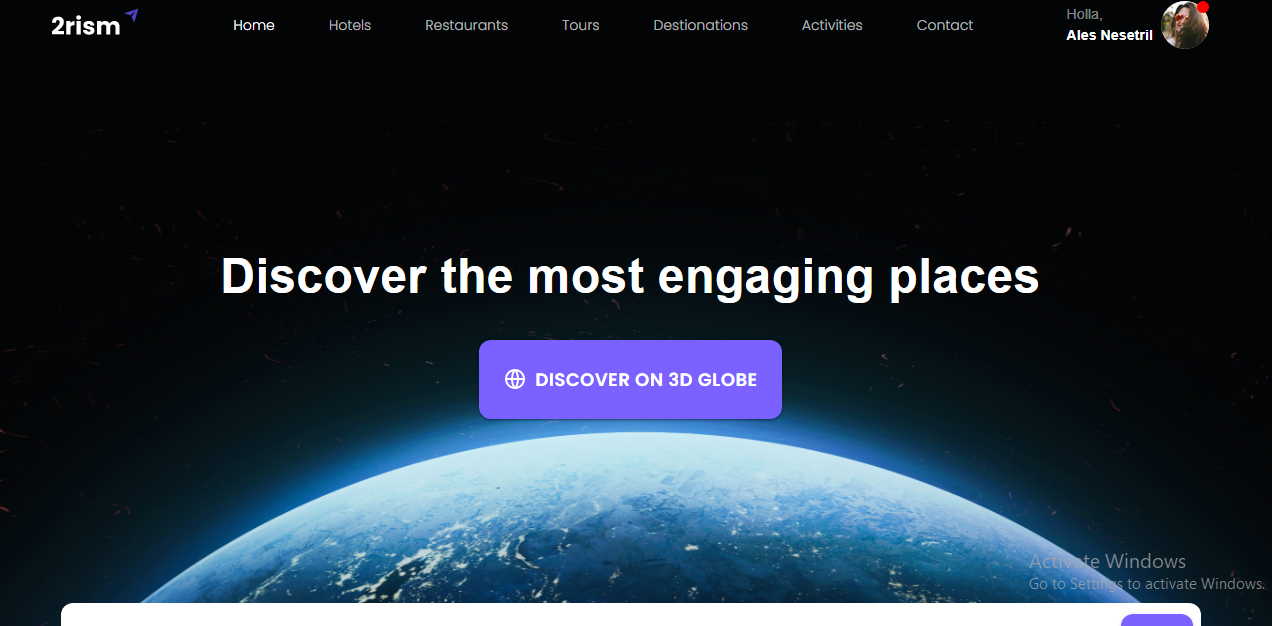 2rism
Home Hotels Restaurants Tours Destionations Activities Contact
Holla,
Ales Nesetril
Discover the most engaging places
DISCOVER ON 3D GLOBE
Activate Windows
Go to Settings to activate Windows.